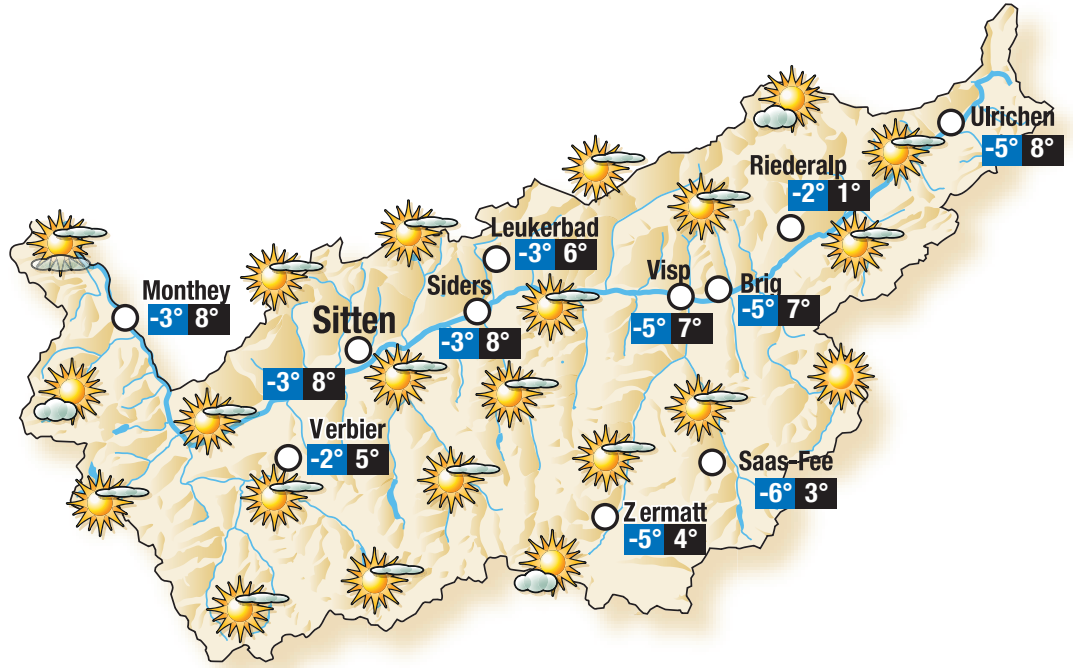 Ulrichen
-5° 8°
Riederalp
-2° 1°
Leukerbad
-3° 6°
Visp
-5° 7°
Brig
-5° 7°
Siders
-3° 8°
Monthey
-3° 8°
Sitten
-3° 8°
Verbier
-2° 5°
Saas-Fee
-6° 3°
Zermatt
-5° 4°